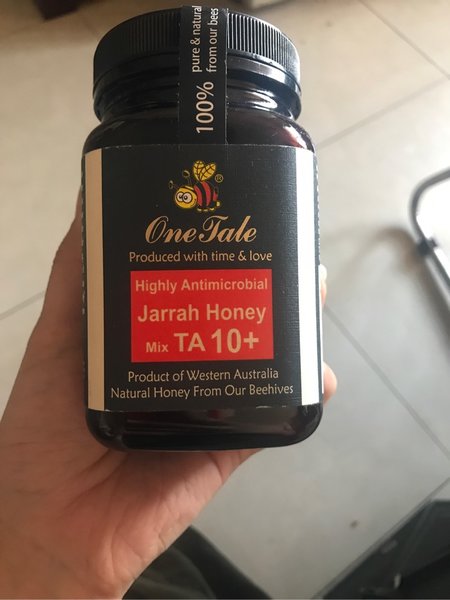 100% pure & natural
from our bees
®
One Tale
Produced with time & love
Highly Antimicrobial
Jarrah Honey
Mix TA 10+
Product of Western Australia
Natural Honey From Our Beehives